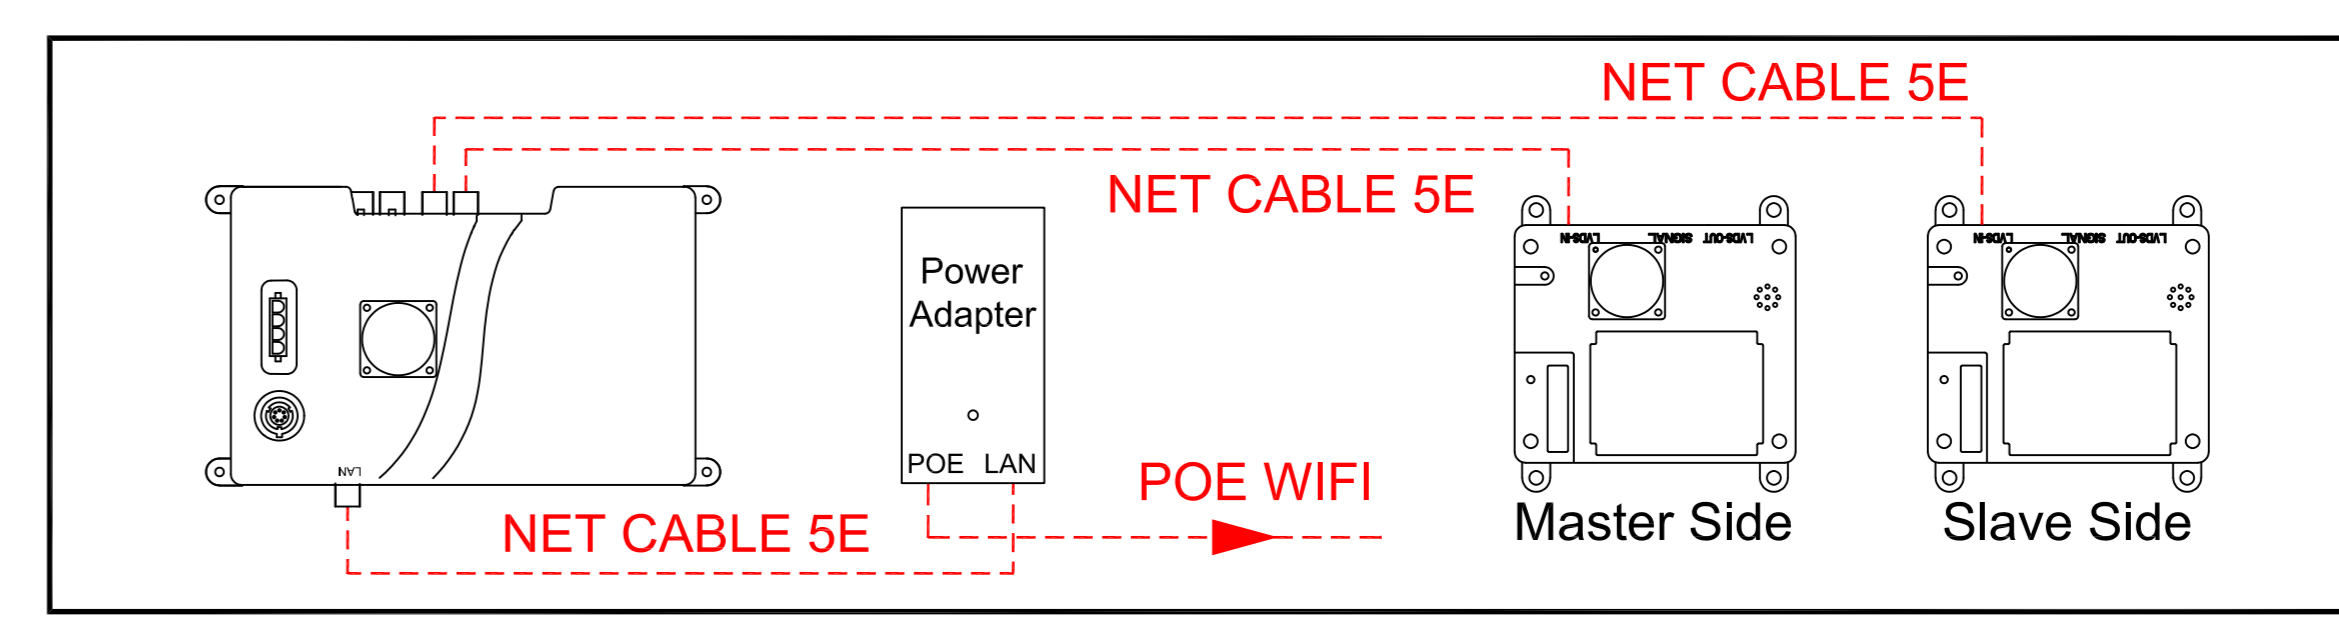 NET CABLE 5E
NET CABLE 5E
Power
Adapter
LVDS-IN SIGNAL LVDS-OUT
LVDS-IN SIGNAL LVDS-OUT
LAN
POE LAN
POE WIFI
NET CABLE 5E
Master Side
Slave Side